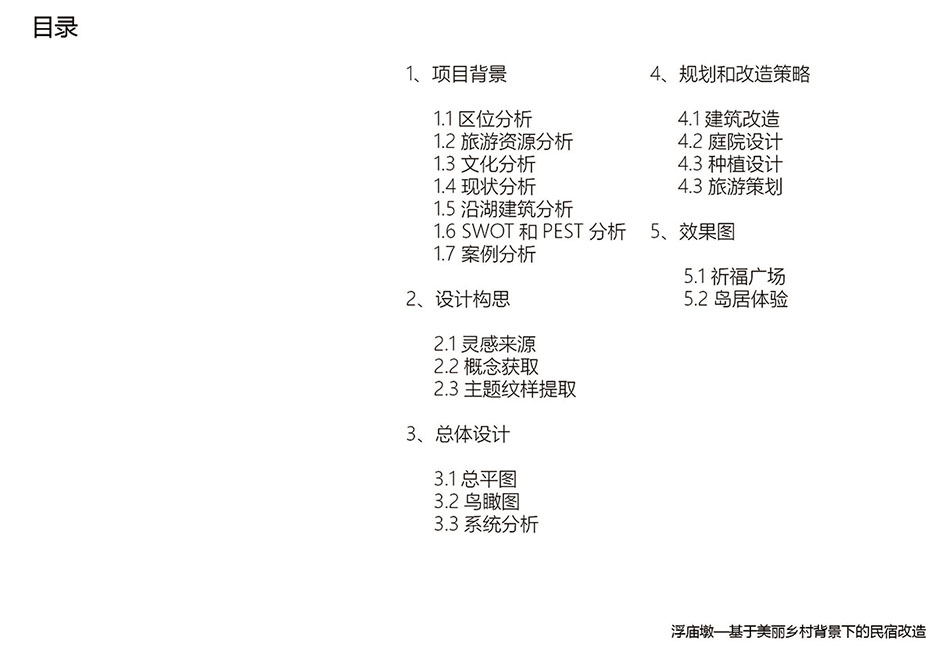 目录
1、项目背景
1.1 区位分析
1.2 旅游资源分析
1.3 文化分析
1.4 现状分析
1.5 沿湖建筑分析
1.6 SWOT 和 PEST 分析
1.7 案例分析
2、设计构思
2.1 灵感来源
2.2 概念获取
2.3 主题纹样提取
3、总体设计
3.1 总平图
3.2 鸟瞰图
3.3 系统分析
4、规划和改造策略
4.1 建筑改造
4.2 庭院设计
4.3 种植设计
4.3 旅游策划
5、效果图
5.1 祈福广场
5.2 岛居体验
浮庙墩—基于美丽乡村背景下的民宿改造